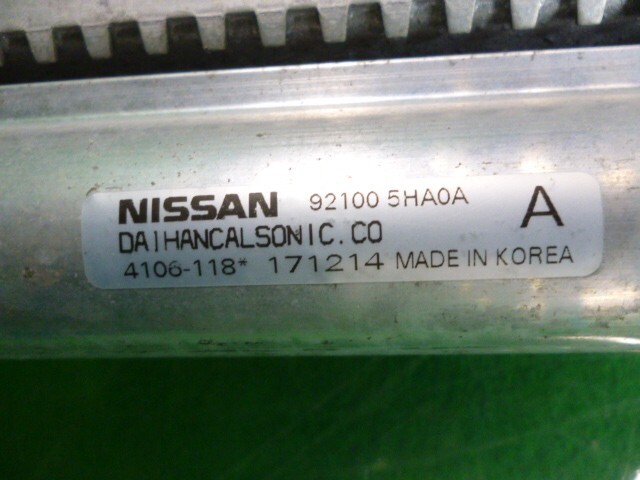 NISSAN 92100 5HA0A A
DAIHANCALSONIC.CO
4106-118* 171214 MADE IN KOREA